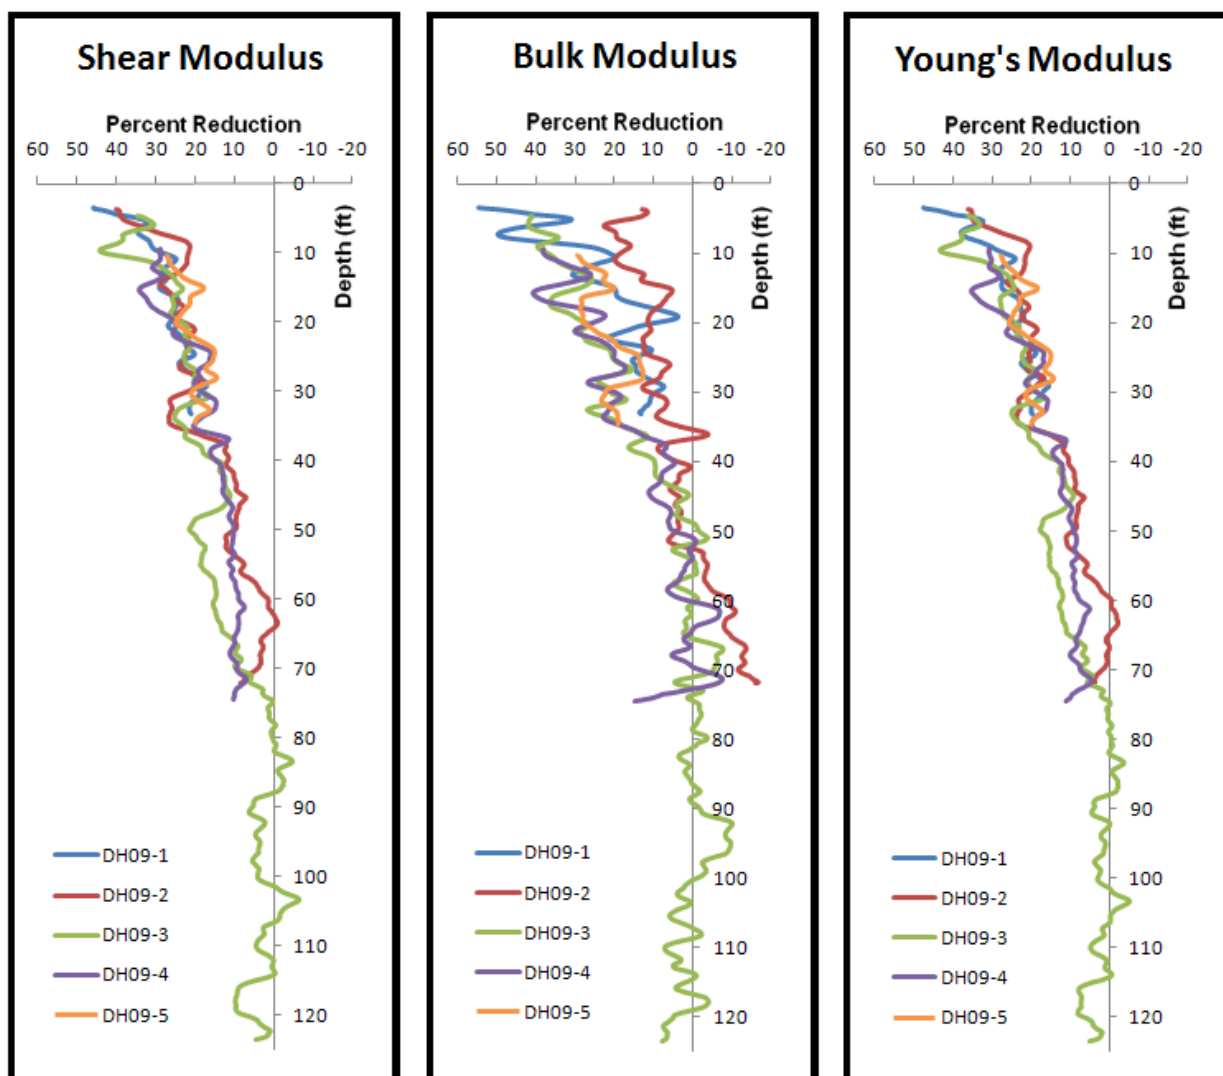 Shear Modulus
Percent Reduction
60 50 40 30 20 10 0 -10 -20
0
Depth (ft)
10
20
30
40
50
60
70
80
90
100
110
120
DH09-1
DH09-2
DH09-3
DH09-4
DH09-5
Bulk Modulus
Percent Reduction
60 50 40 30 20 10 0 -10 -20
0
Depth (ft)
10
20
30
40
50
60
70
80
90
100
110
120
DH09-1
DH09-2
DH09-3
DH09-4
DH09-5
Young's Modulus
Percent Reduction
60 50 40 30 20 10 0 -10 -20
0
Depth (ft)
10
20
30
40
50
60
70
80
90
100
110
120
DH09-1
DH09-2
DH09-3
DH09-4
DH09-5